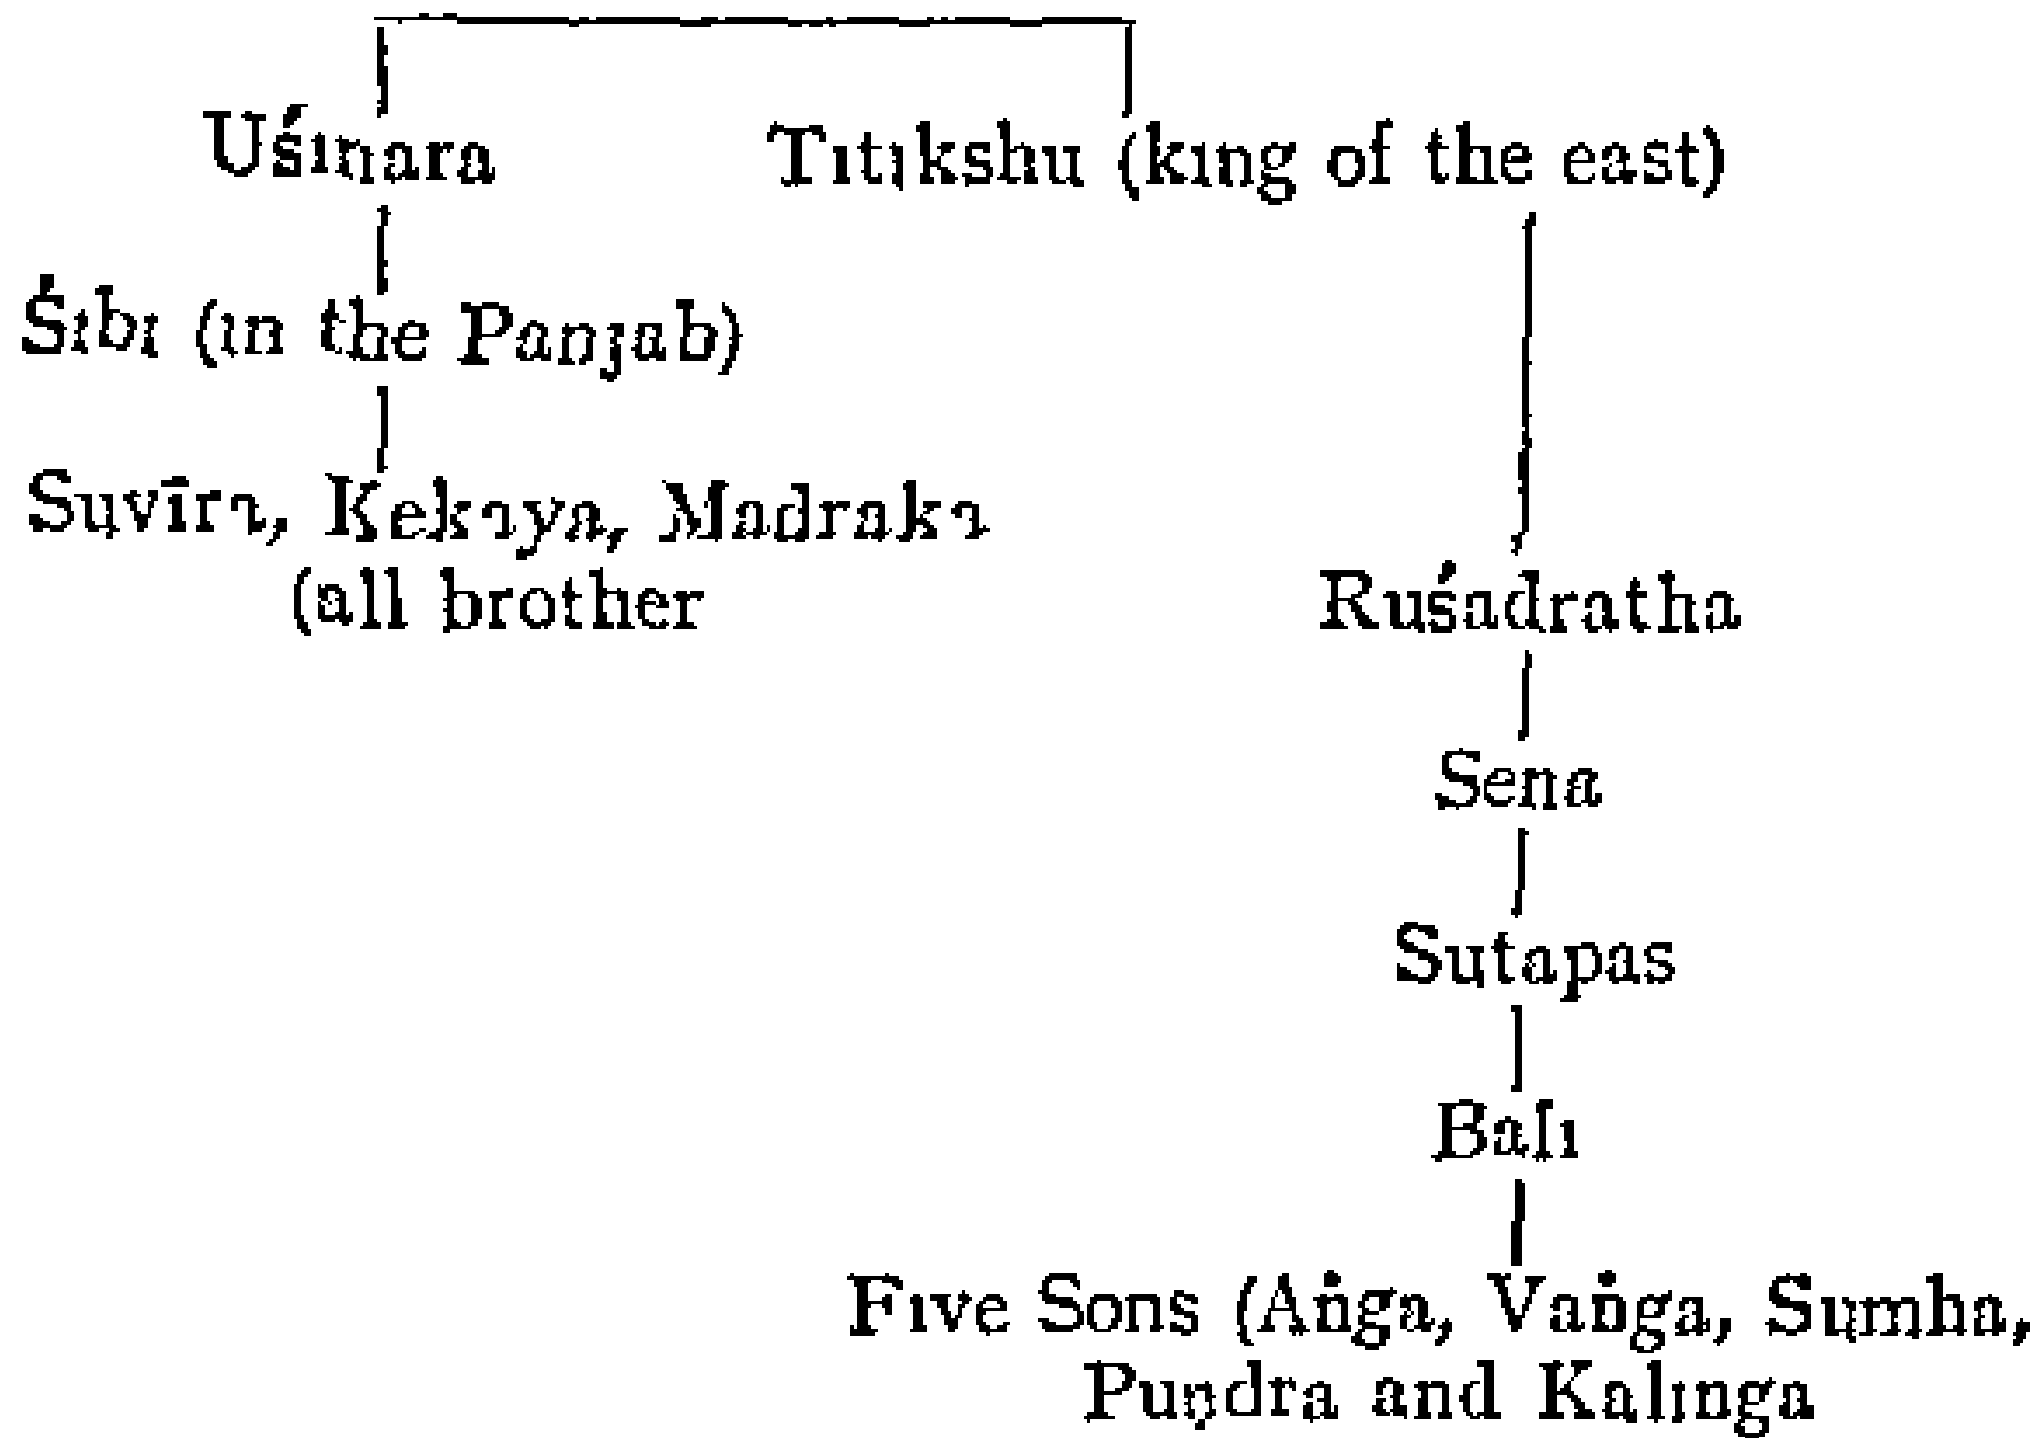 Uśinara
Titikshu (king of the east)
Śibi (in the Panjab)
Suvīra, Kekaya, Madraka
(all brother
Ruśadratha
Sena
Sutapas
Bali
Five Sons (Aṅga, Vaṅga, Suṃha,
Puṇdra and Kalinga